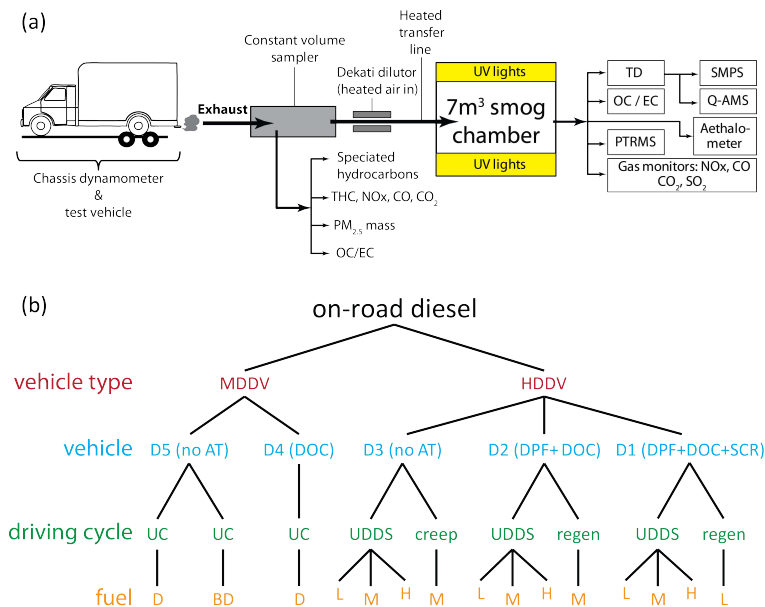 (a)
Constant volume
sampler
Heated
transfer
line
Dekati dilutor
(heated air in)
Exhaust
UV lights
7m³ smog
chamber
UV lights
TD
SMPS
OC / EC
Q-AMS
PTRMS
Aethalo-
meter
Gas monitors: NOx, CO
CO₂, SO₂
Chassis dynamometer
&
test vehicle
Speciated
hydrocarbons
THC, NOx, CO, CO₂
PM₂.₅ mass
OC/EC
(b)
on-road diesel
vehicle type MDDV HDDV
vehicle D5 (no AT) D4 (DOC) D3 (no AT) D2 (DPF+DOC) D1 (DPF+DOC+SCR)
driving cycle UC UC UC UDDS creep UDDS regen UDDS regen
fuel D BD D L M H M L M H M L M H L